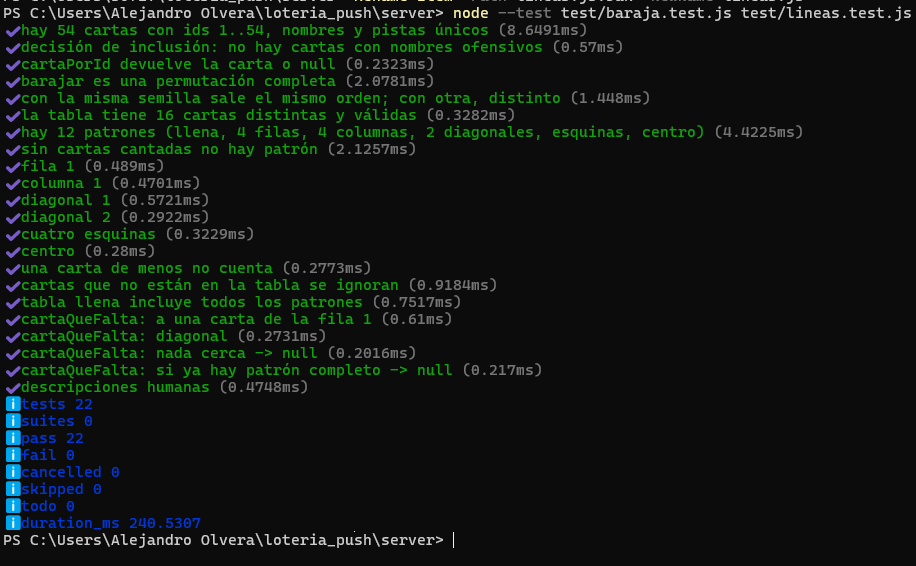 PS C:\Users\Alejandro Olvera\loteria_push\server> node --test test/baraja.test.JS test/lineas.test.js
✔hay 54 cartas con ids 1..54, nombres y pistas únicos (8.6491ms)
✔decisión de inclusión: no hay cartas con nombres ofensivos (0.57ms)
✔cartaPorId devuelve la carta o null (0.2323ms)
✔barajar es una permutación completa (2.0781ms)
✔con la misma semilla sale el mismo orden; con otra, distinto (1.448ms)
✔la tabla tiene 16 cartas distintas y válidas (0.3282ms)
✔hay 12 patrones (llena, 4 filas, 4 columnas, 2 diagonales, esquinas, centro) (4.4225ms)
✔sin cartas cantadas no hay patrón (2.1257ms)
✔fila 1 (0.489ms)
✔columna 1 (0.4701ms)
✔diagonal 1 (0.5721ms)
✔diagonal 2 (0.2922ms)
✔cuatro esquinas (0.3229ms)
✔centro (0.28ms)
✔una carta de menos no cuenta (0.2773ms)
✔cartas que no están en la tabla se ignoran (0.9184ms)
✔tabla llena incluye todos los patrones (0.7517ms)
✔cartaQueFalta: a una carta de la fila 1 (0.61ms)
✔cartaQueFalta: diagonal (0.2731ms)
✔cartaQueFalta: nada cerca -> null (0.2016ms)
✔cartaQueFalta: si ya hay patrón completo -> null (0.217ms)
✔descripciones humanas (0.4748ms)
ℹtests 22
ℹsuites 0
ℹpass 22
ℹfail 0
ℹcancelled 0
ℹskipped 0
ℹtodo 0
ℹduration_ms 240.5307
PS C:\Users\Alejandro Olvera\loteria_push\server>